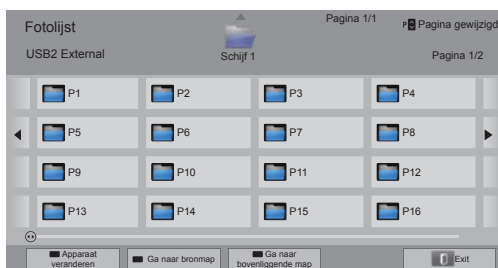 Fotolijst
Pagina 1/1
P Pagina gewijzigd
USB2 External
Schijf 1
Pagina 1/2
P1
P2
P3
P4
P5
P6
P7
P8
P9
P10
P11
P12
P13
P14
P15
P16
Apparaat
veranderen
Ga naar bronmap
Ga naar
bovenliggende map
Exit